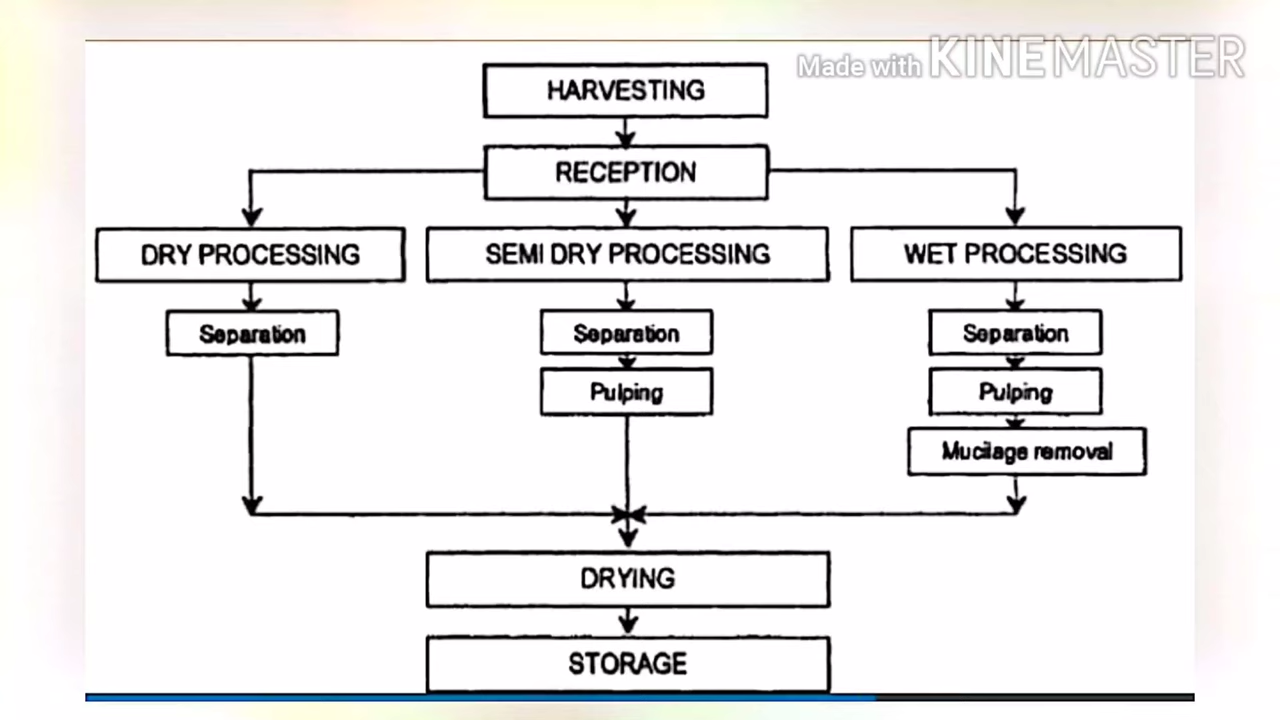 Made with KINEMASTER
HARVESTING
RECEPTION
DRY PROCESSING
SEMI DRY PROCESSING
WET PROCESSING
Separation
Separation
Separation
Pulping
Pulping
Mucilage removal
DRYING
STORAGE